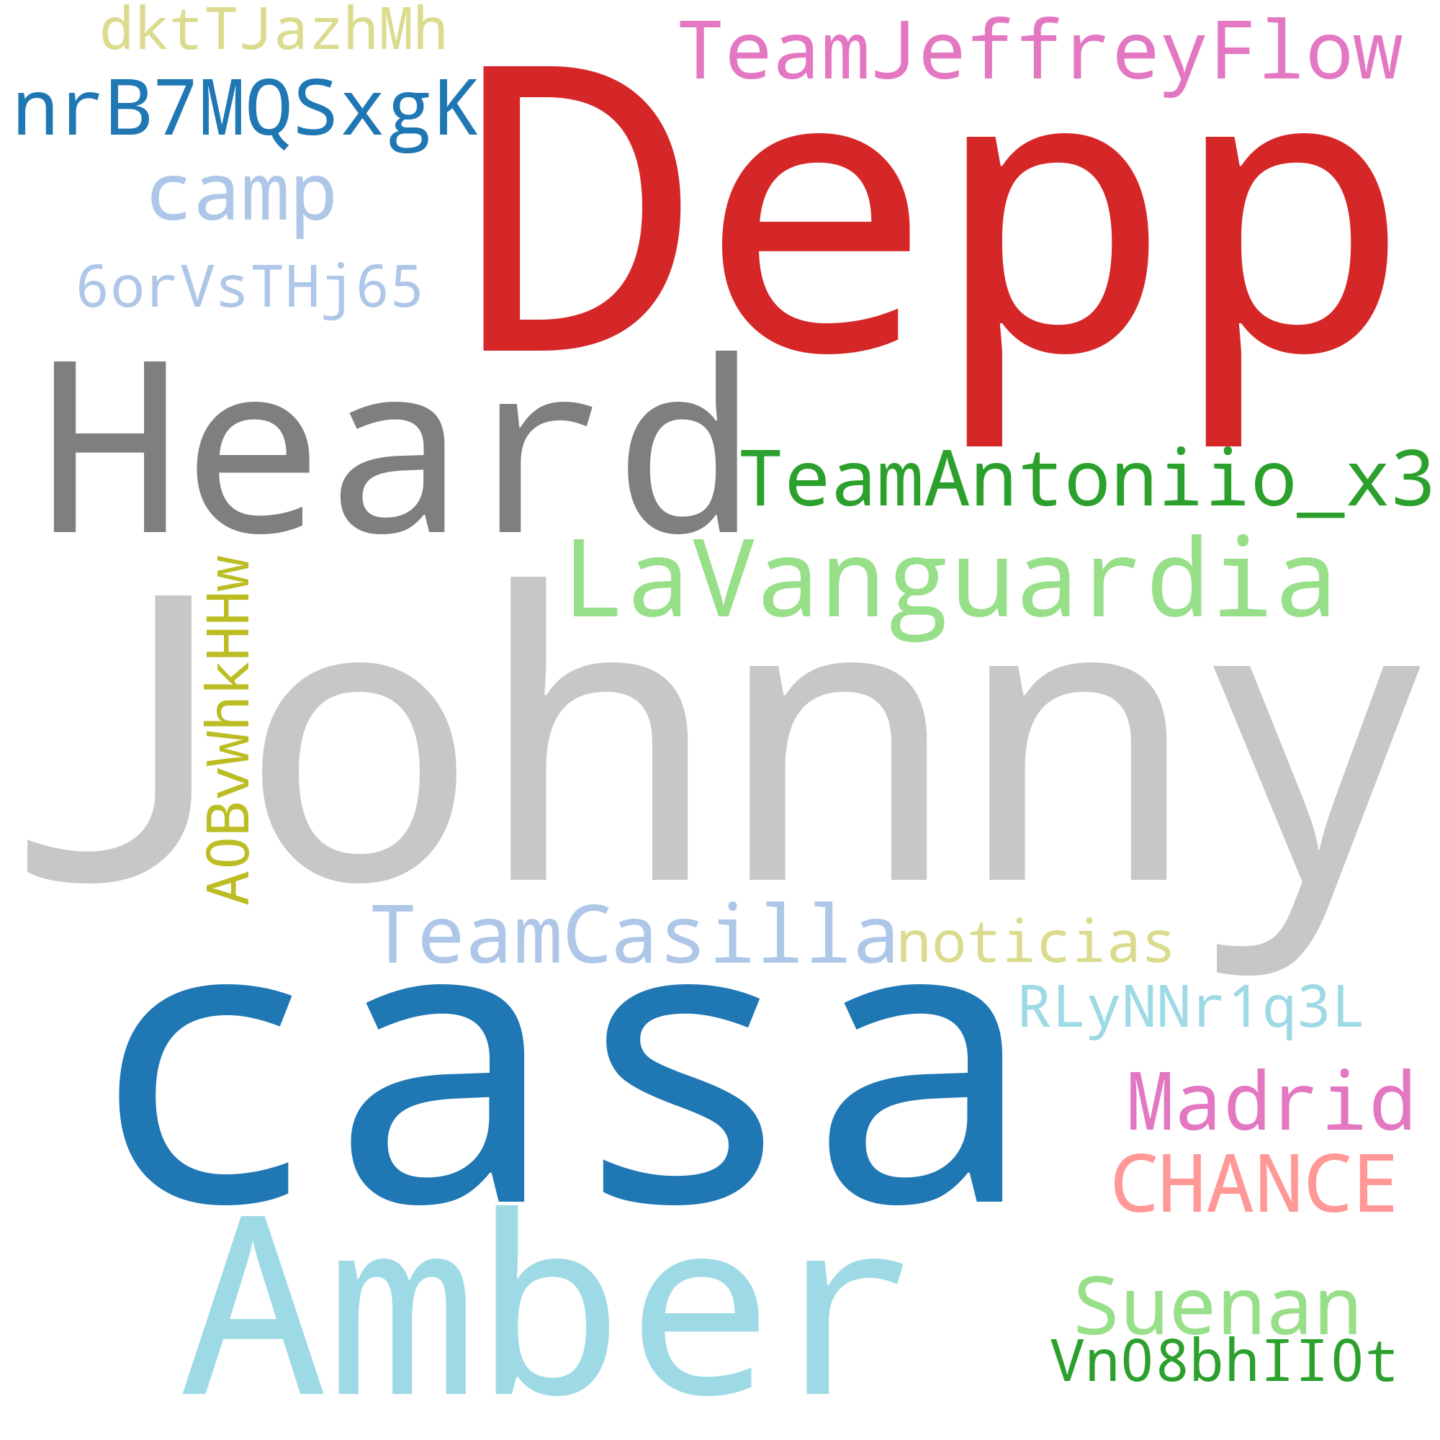 dktTJazhMh
TeamJeffreyFlow
nrB7MQSxgK
Depp
camp
6orVsTHj65
Heard
TeamAntoniio_x3
LaVanguardia
A0BvWhkHHw
Johnny
TeamCasilla
noticias
casa
RLyNNr1q3L
Madrid
CHANCE
Amber
Suenan
Vn08bhII0t